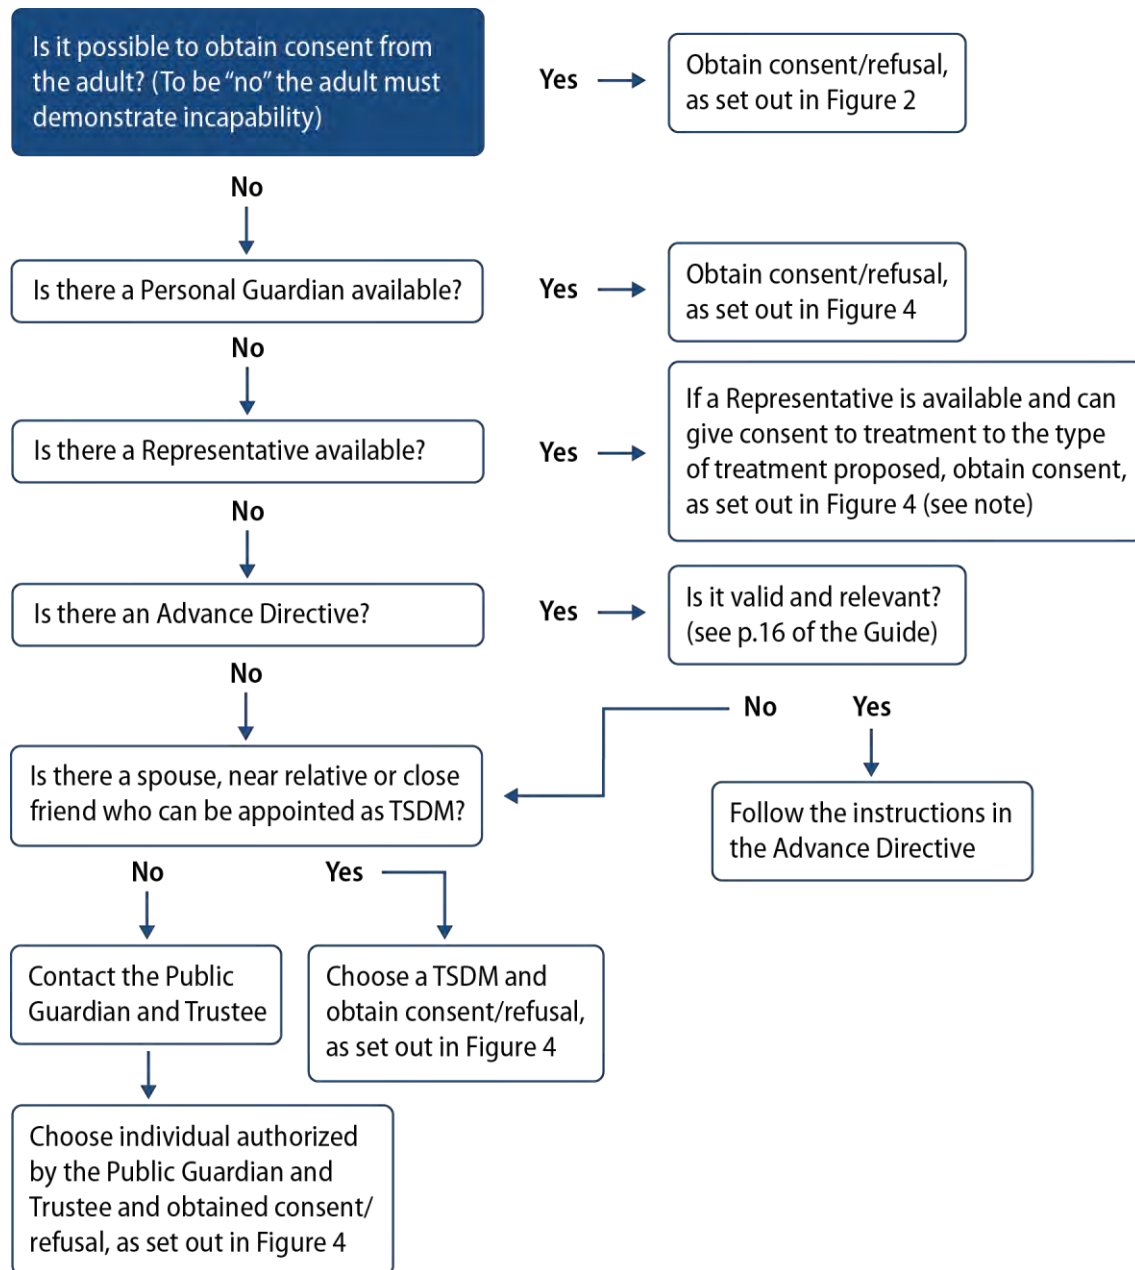 Is it possible to obtain consent from
the adult? (To be “no” the adult must
demonstrate incapability)
Yes
Obtain consent/refusal,
as set out in Figure 2
No
Is there a Personal Guardian available?
Yes
Obtain consent/refusal,
as set out in Figure 4
No
Is there a Representative available?
Yes
If a Representative is available and can
give consent to treatment to the type
of treatment proposed, obtain consent,
as set out in Figure 4 (see note)
No
Is there an Advance Directive?
Yes
Is it valid and relevant?
(see p.16 of the Guide)
No
No
Yes
Is there a spouse, near relative or close
friend who can be appointed as TSDM?
Follow the instructions in
the Advance Directive
No
Yes
Contact the Public
Guardian and Trustee
Choose a TSDM and
obtain consent/refusal,
as set out in Figure 4
Choose individual authorized
by the Public Guardian and
Trustee and obtained consent/
refusal, as set out in Figure 4